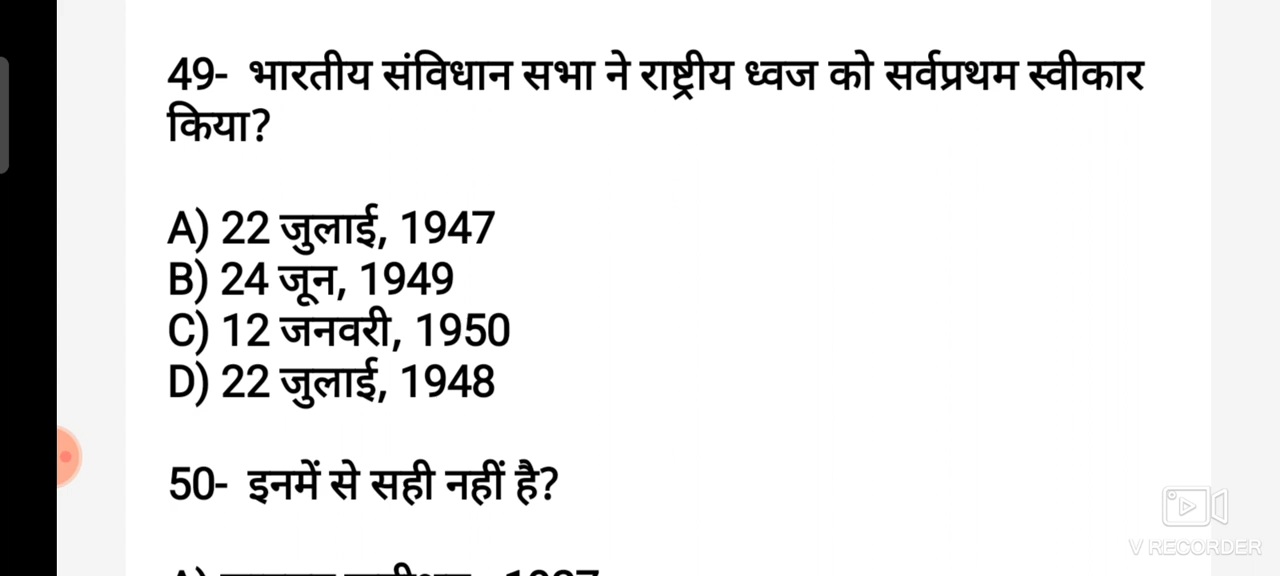 49- भारतीय संविधान सभा ने राष्ट्रीय ध्वज को सर्वप्रथम स्वीकार
किया?
A) 22 जुलाई, 1947
B) 24 जून, 1949
C) 12 जनवरी, 1950
D) 22 जुलाई, 1948
50- इनमें से सही नहीं है?
V RECORDER